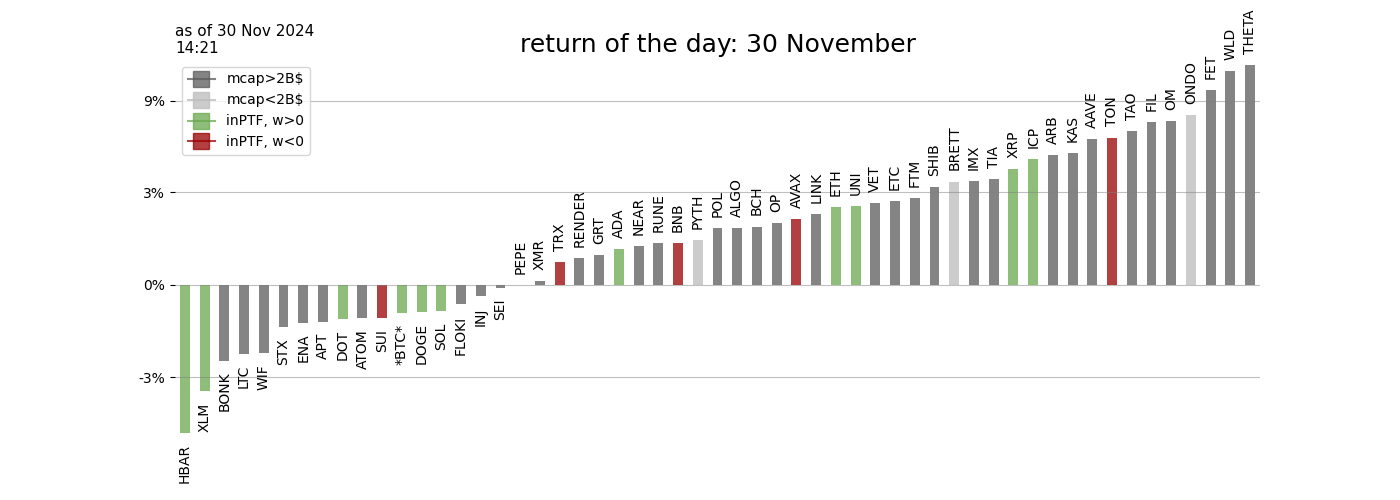 as of 30 Nov 2024
14:21
return of the day: 30 November
mcap>2B$
mcap<2B$
inPTF, w>0
inPTF, w<0
9%
3%
0%
-3%
HBAR
XLM
BONK
LTC
WIF
STX
ENA
APT
DOT
ATOM
SUI
*BTC*
DOGE
SOL
FLOKI
INJ
SEI
PEPE
XMR
TRX
RENDER
GRT
ADA
NEAR
RUNE
BNB
PYTH
POL
ALGO
BCH
OP
AVAX
LINK
ETH
UNI
VET
ETC
FTM
SHIB
BRETT
IMX
TIA
XRP
ICP
ARB
KAS
AAVE
TON
TAO
FIL
OM
ONDO
FET
WLD
THETA